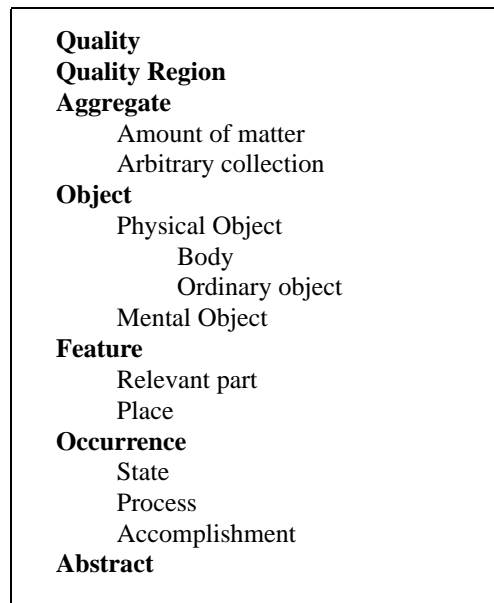 Quality
Quality Region
Aggregate
Amount of matter
Arbitrary collection
Object
Physical Object
Body
Ordinary object
Mental Object
Feature
Relevant part
Place
Occurrence
State
Process
Accomplishment
Abstract